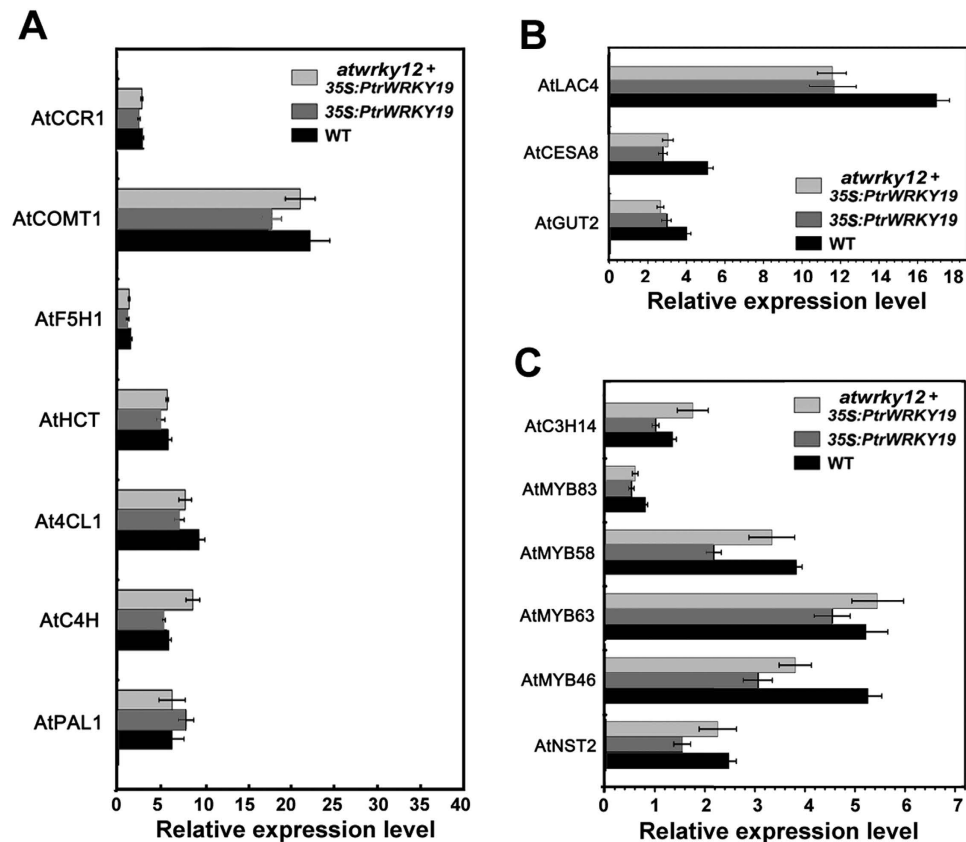 A
atwrky12 +
35S:PtrWRKY19
35S:PtrWRKY19
WT
AtCCR1
AtCOMT1
AtF5H1
AtHCT
At4CL1
AtC4H
AtPAL1
0 5 10 15 20 25 30 35 40
Relative expression level
B
AtLAC4
AtCESA8
AtGUT2
atwrky12 +
35S:PtrWRKY19
35S:PtrWRKY19
WT
0 2 4 6 8 10 12 14 16 18
Relative expression level
C
atwrky12 +
35S:PtrWRKY19
35S:PtrWRKY19
WT
AtC3H14
AtMYB83
AtMYB58
AtMYB63
AtMYB46
AtNST2
0 1 2 3 4 5 6 7
Relative expression level